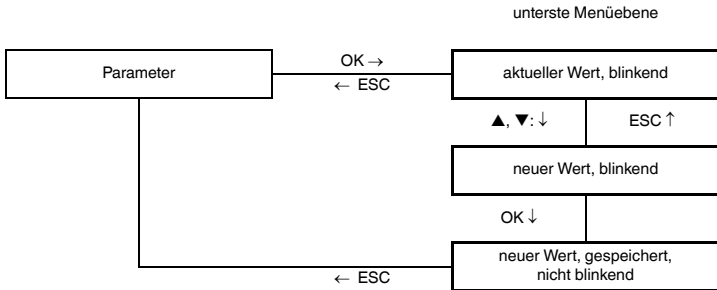 unterste Menüebene
OK →
Parameter
aktueller Wert, blinkend
← ESC
▲, ▼: ↓
ESC ↑
neuer Wert, blinkend
OK ↓
neuer Wert, gespeichert,
nicht blinkend
← ESC